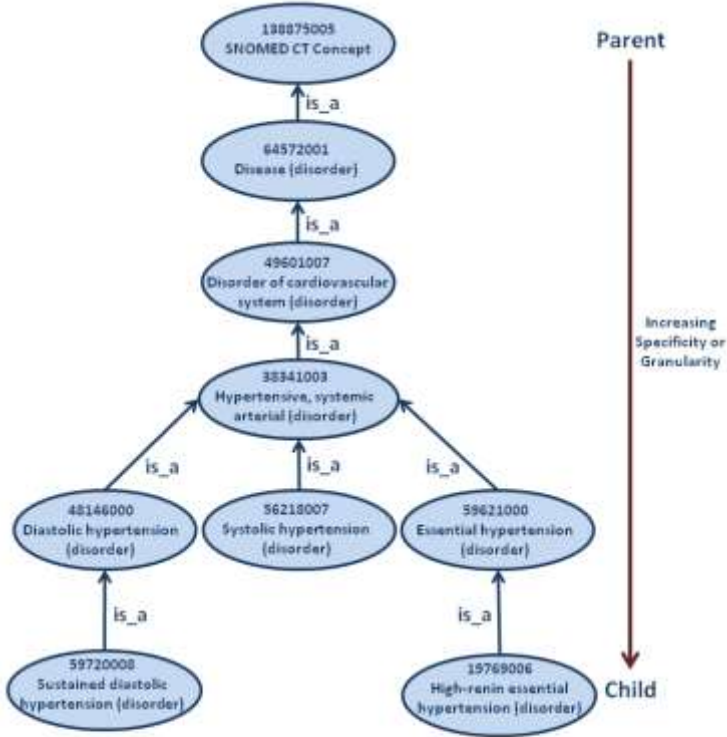 138875005
SNOMED CT Concept
Parent
is_a
64572001
Disease (disorder)
is_a
49601007
Disorder of cardiovascular
system (disorder)
Increasing
Specificity or
Granularity
is_a
38341003
Hypertensive, systemic
arterial (disorder)
is_a
is_a
is_a
48146000
Diastolic hypertension
(disorder)
56218007
Systolic hypertension
(disorder)
59621000
Essential hypertension
(disorder)
is_a
is_a
59720008
Sustained diastolic
hypertension (disorder)
19769006
High-renin essential
hypertension (disorder)
Child